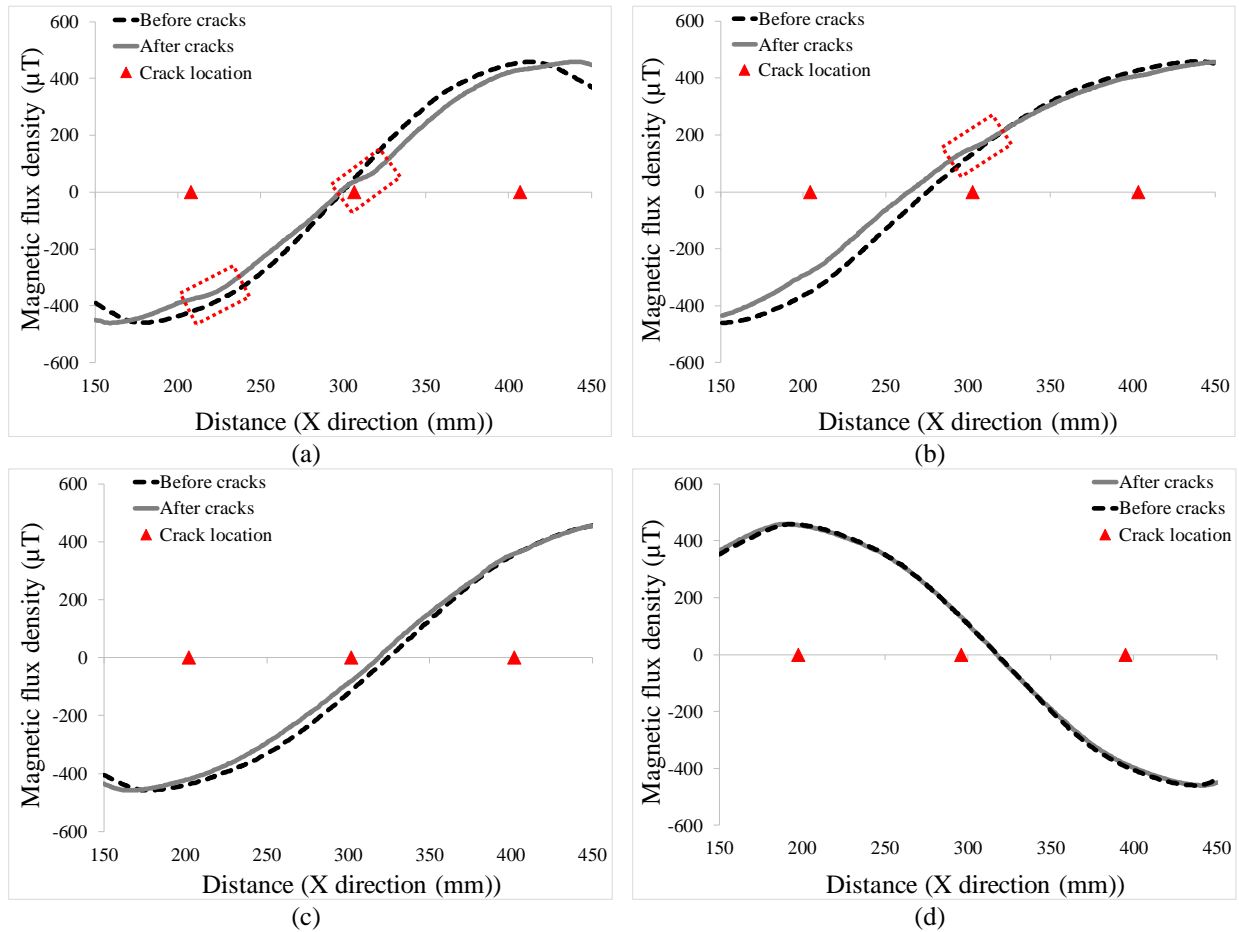 Magnetic flux density (µT)
600
400
200
0
-200
-400
-600
Before cracks
After cracks
Crack location
150 200 250 300 350 400 450
Distance (X direction (mm))
(a)
Magnetic flux density (µT)
600
400
200
0
-200
-400
-600
Before cracks
After cracks
Crack location
150 200 250 300 350 400 450
Distance (X direction (mm))
(b)
Magnetic flux density (µT)
600
400
200
0
-200
-400
-600
Before cracks
After cracks
Crack location
150 200 250 300 350 400 450
Distance (X direction (mm))
(c)
Magnetic flux density (µT)
600
400
200
0
-200
-400
-600
After cracks
Before cracks
Crack location
150 200 250 300 350 400 450
Distance (X direction (mm))
(d)